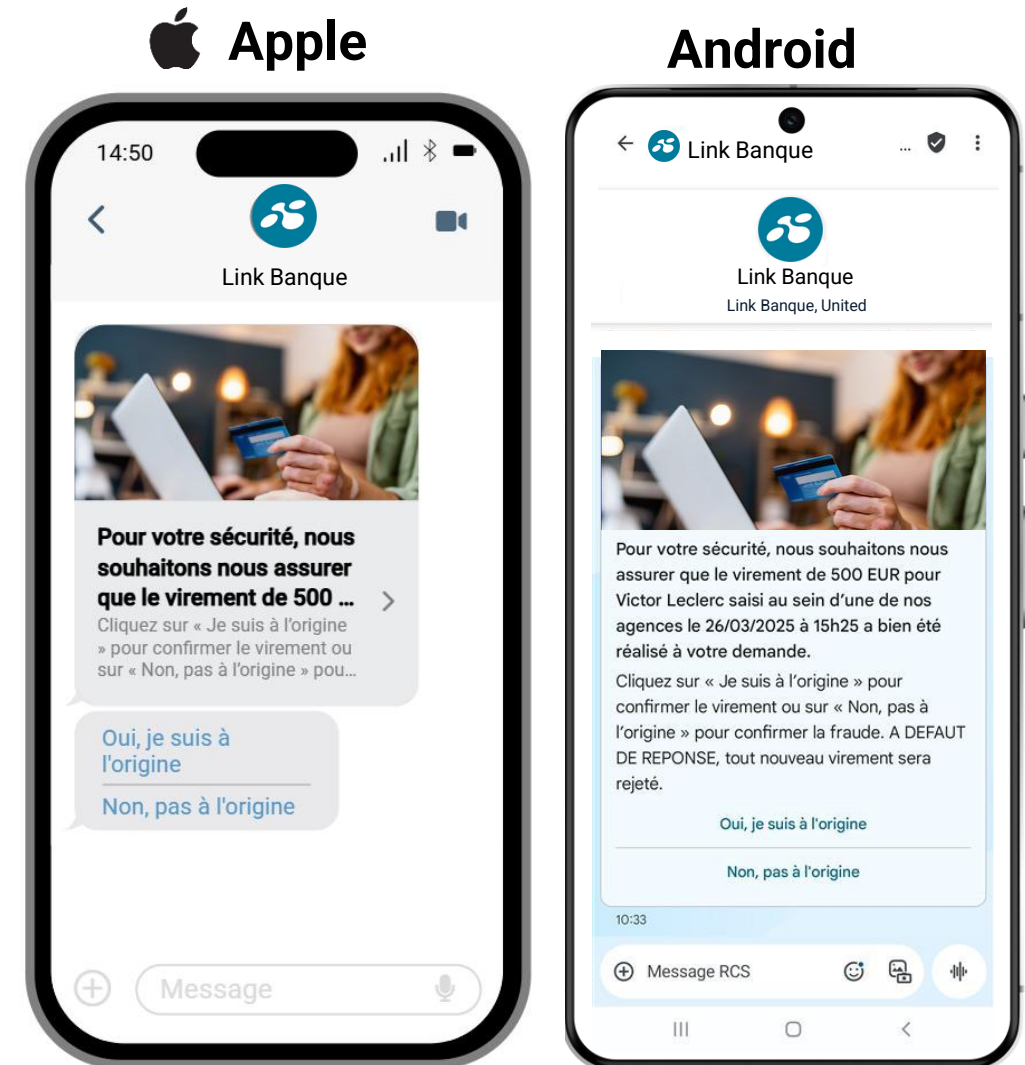 Apple
14:50
Link Banque
Pour votre sécurité, nous
souhaitons nous assurer
que le virement de 500 ...
Cliquez sur « Je suis à l'origine
» pour confirmer le virement ou
sur « Non, pas à l'origine » pou...
Oui, je suis à
l'origine
Non, pas à l'origine
Message
Android
Link Banque
...
Link Banque
Link Banque, United
Pour votre sécurité, nous souhaitons nous
assurer que le virement de 500 EUR pour
Victor Leclerc saisi au sein d'une de nos
agences le 26/03/2025 à 15h25 a bien été
réalisé à votre demande.
Cliquez sur « Je suis à l'origine » pour
confirmer le virement ou sur « Non, pas à
l'origine » pour confirmer la fraude. A DEFAUT
DE REPONSE, tout nouveau virement sera
rejeté.
Oui, je suis à l'origine
Non, pas à l'origine
10:33
Message RCS